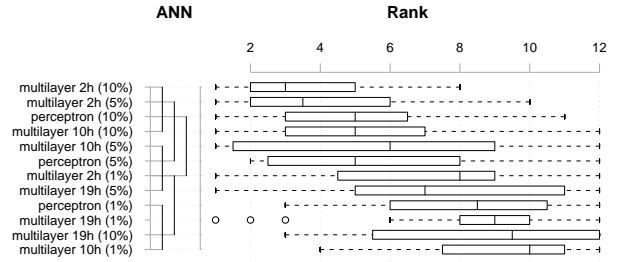 ANN Rank
2 4 6 8 10 12
multilayer 2h (10%)
multilayer 2h (5%)
perceptron (10%)
multilayer 10h (10%)
multilayer 10h (5%)
perceptron (5%)
multilayer 2h (1%)
multilayer 19h (5%)
perceptron (1%)
multilayer 19h (1%)
multilayer 19h (10%)
multilayer 10h (1%)